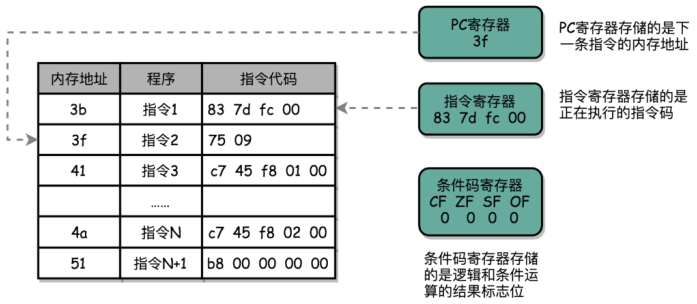 PC寄存器
3f
PC寄存器存储的是下
一条指令的内存地址
内存地址 程序 指令代码
3b 指令1 83 7d fc 00
3f 指令2 75 09
41 指令3 c7 45 f8 01 00
......
4a 指令N c7 45 f8 02 00
51 指令N+1 b8 00 00 00 00
指令寄存器
83 7d fc 00
指令寄存器存储的是
正在执行的指令码
条件码寄存器
CF ZF SF OF
0 0 0 0
条件码寄存器存储
的是逻辑和条件运
算的结果标志位